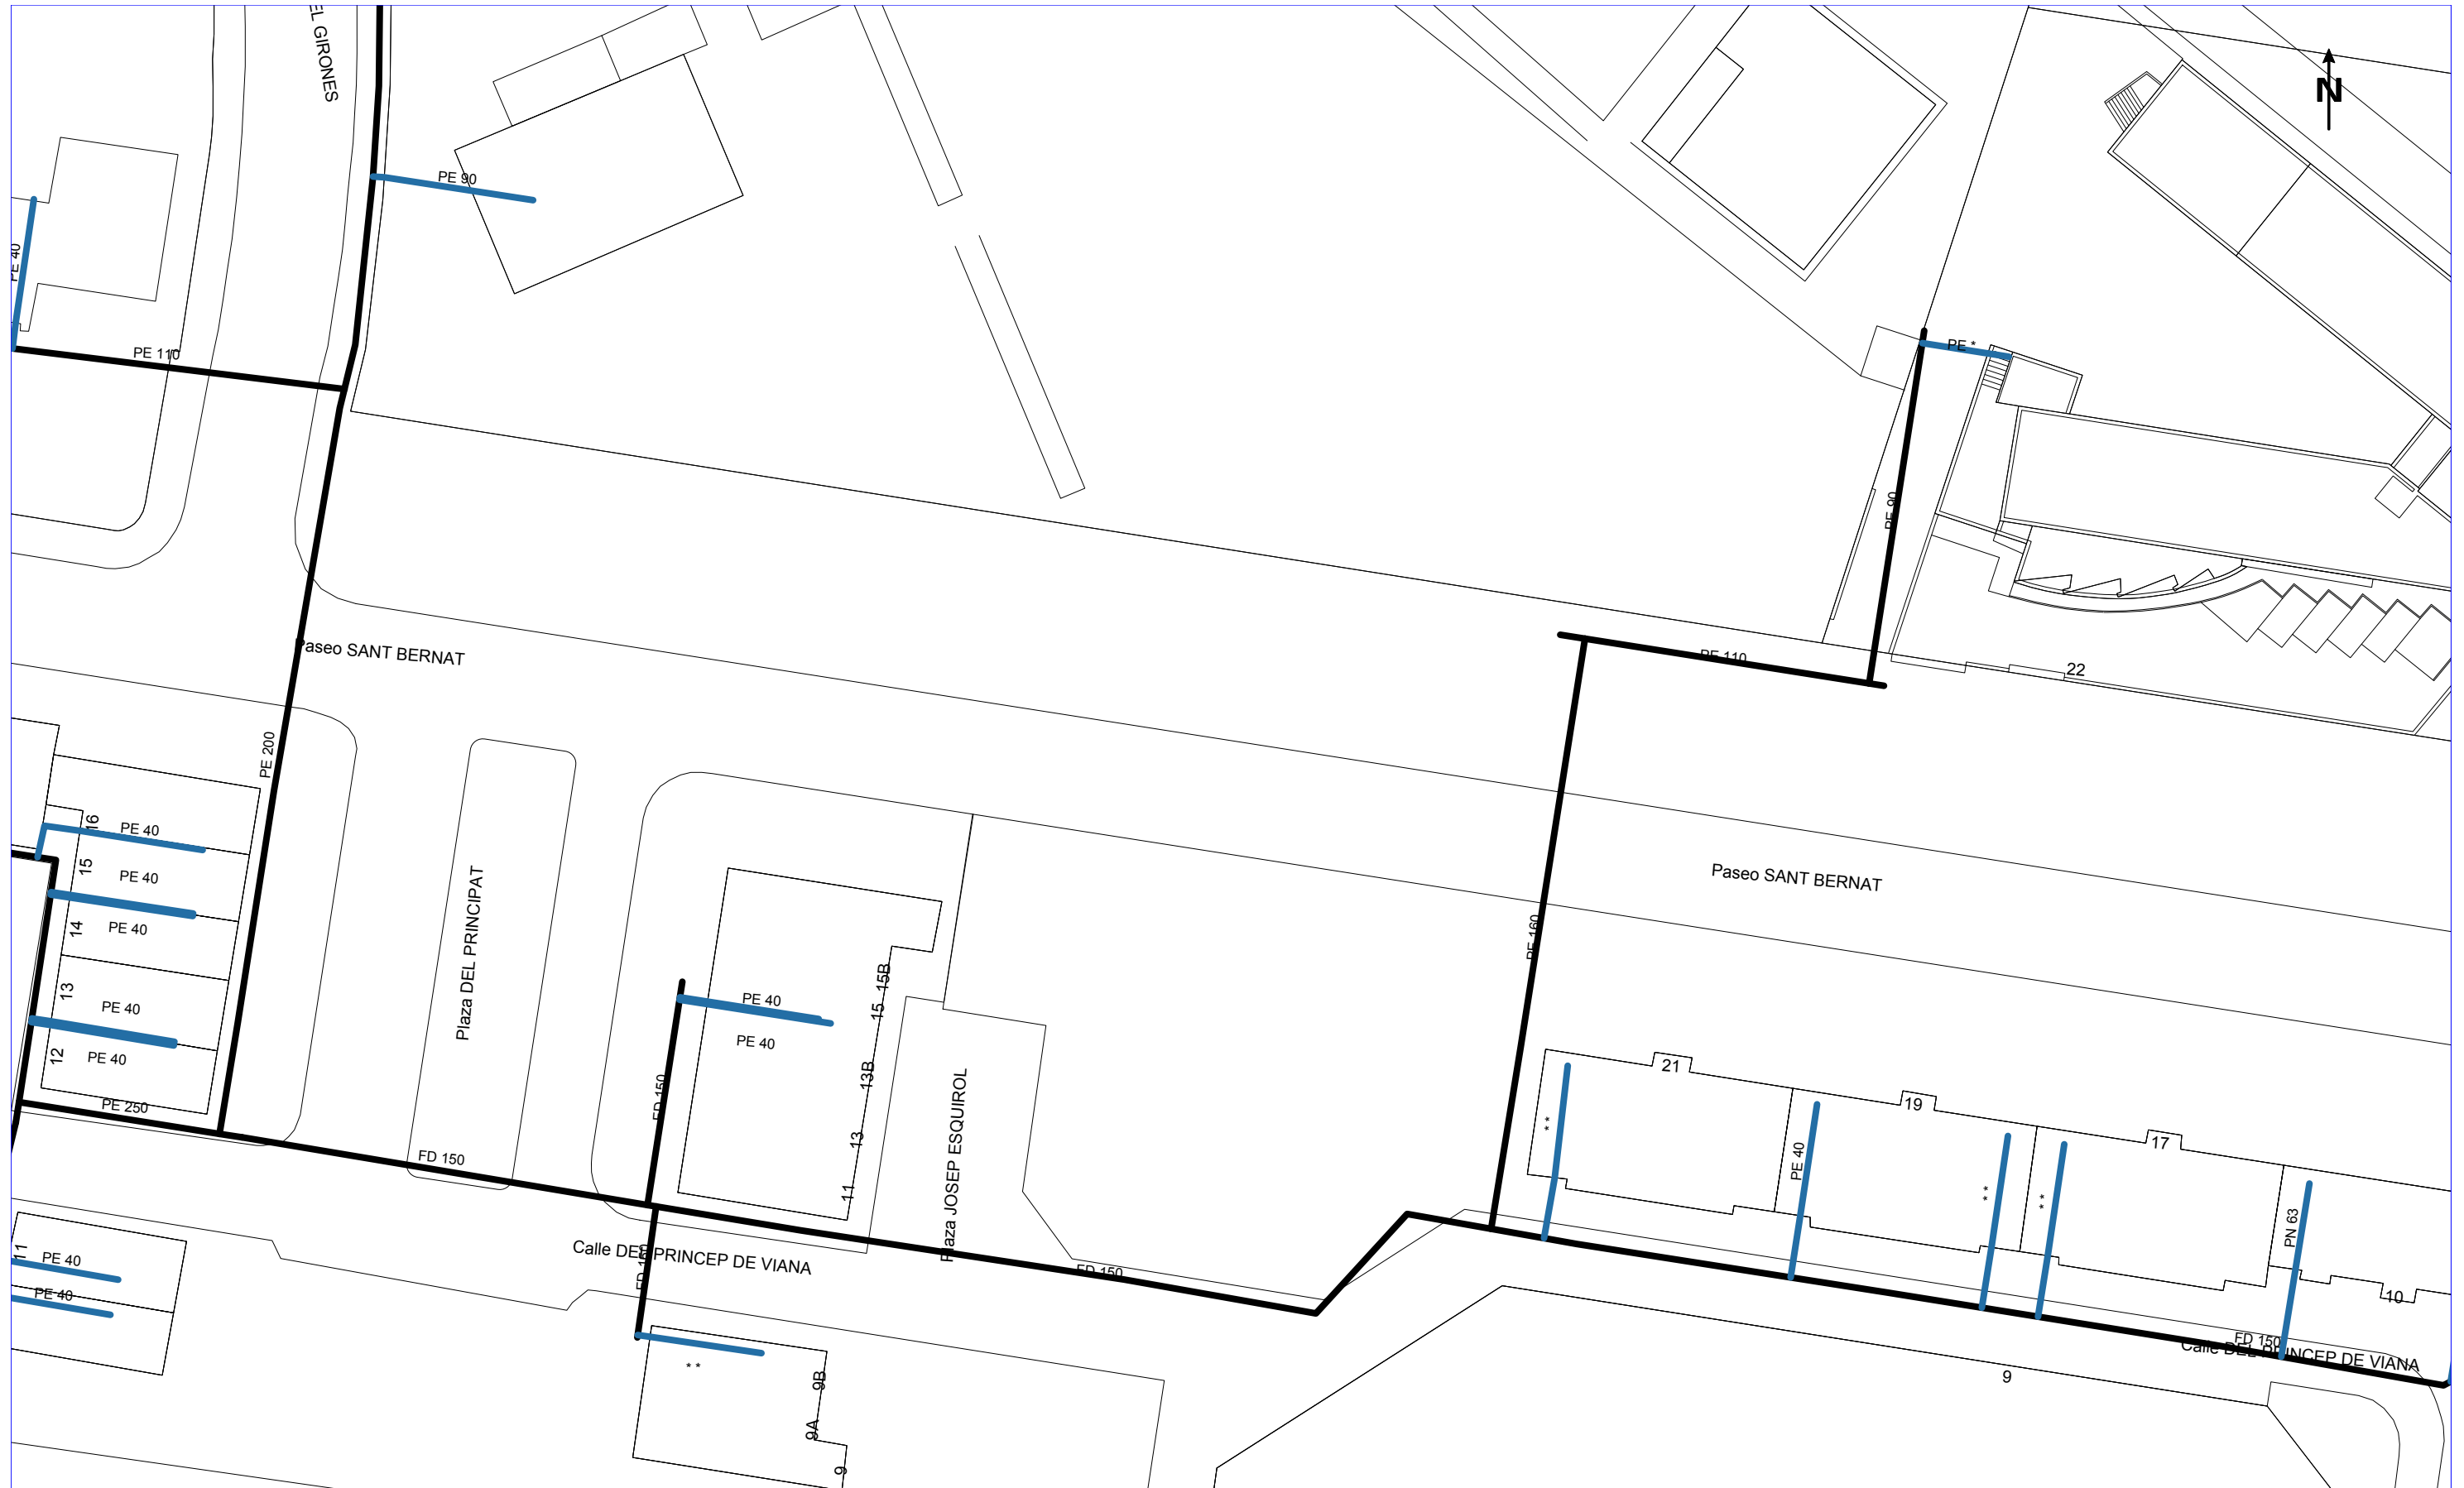 EL GIRONES
N
PE 90
PE 40
PE 110
PE *
PE 90
Paseo SANT BERNAT
PE 110
22
PE 200
16
PE 40
15
PE 40
14
PE 40
13
PE 40
12
PE 40
PE 250
Plaza DEL PRINCIPAT
FD 150
PE 40
PE 40
FD 150
15B
15
13B
13
11
Plaza JOSEP ESQUIROL
PE 160
Paseo SANT BERNAT
21
19
17
* *
PE 40
* *
* *
PN 63
10
11
PE 40
PE 40
Calle DEL PRINCEP DE VIANA
FD 150
FD 150
* *
9B
9A
9
FD 150
Calle DEL PRINCEP DE VIANA
9